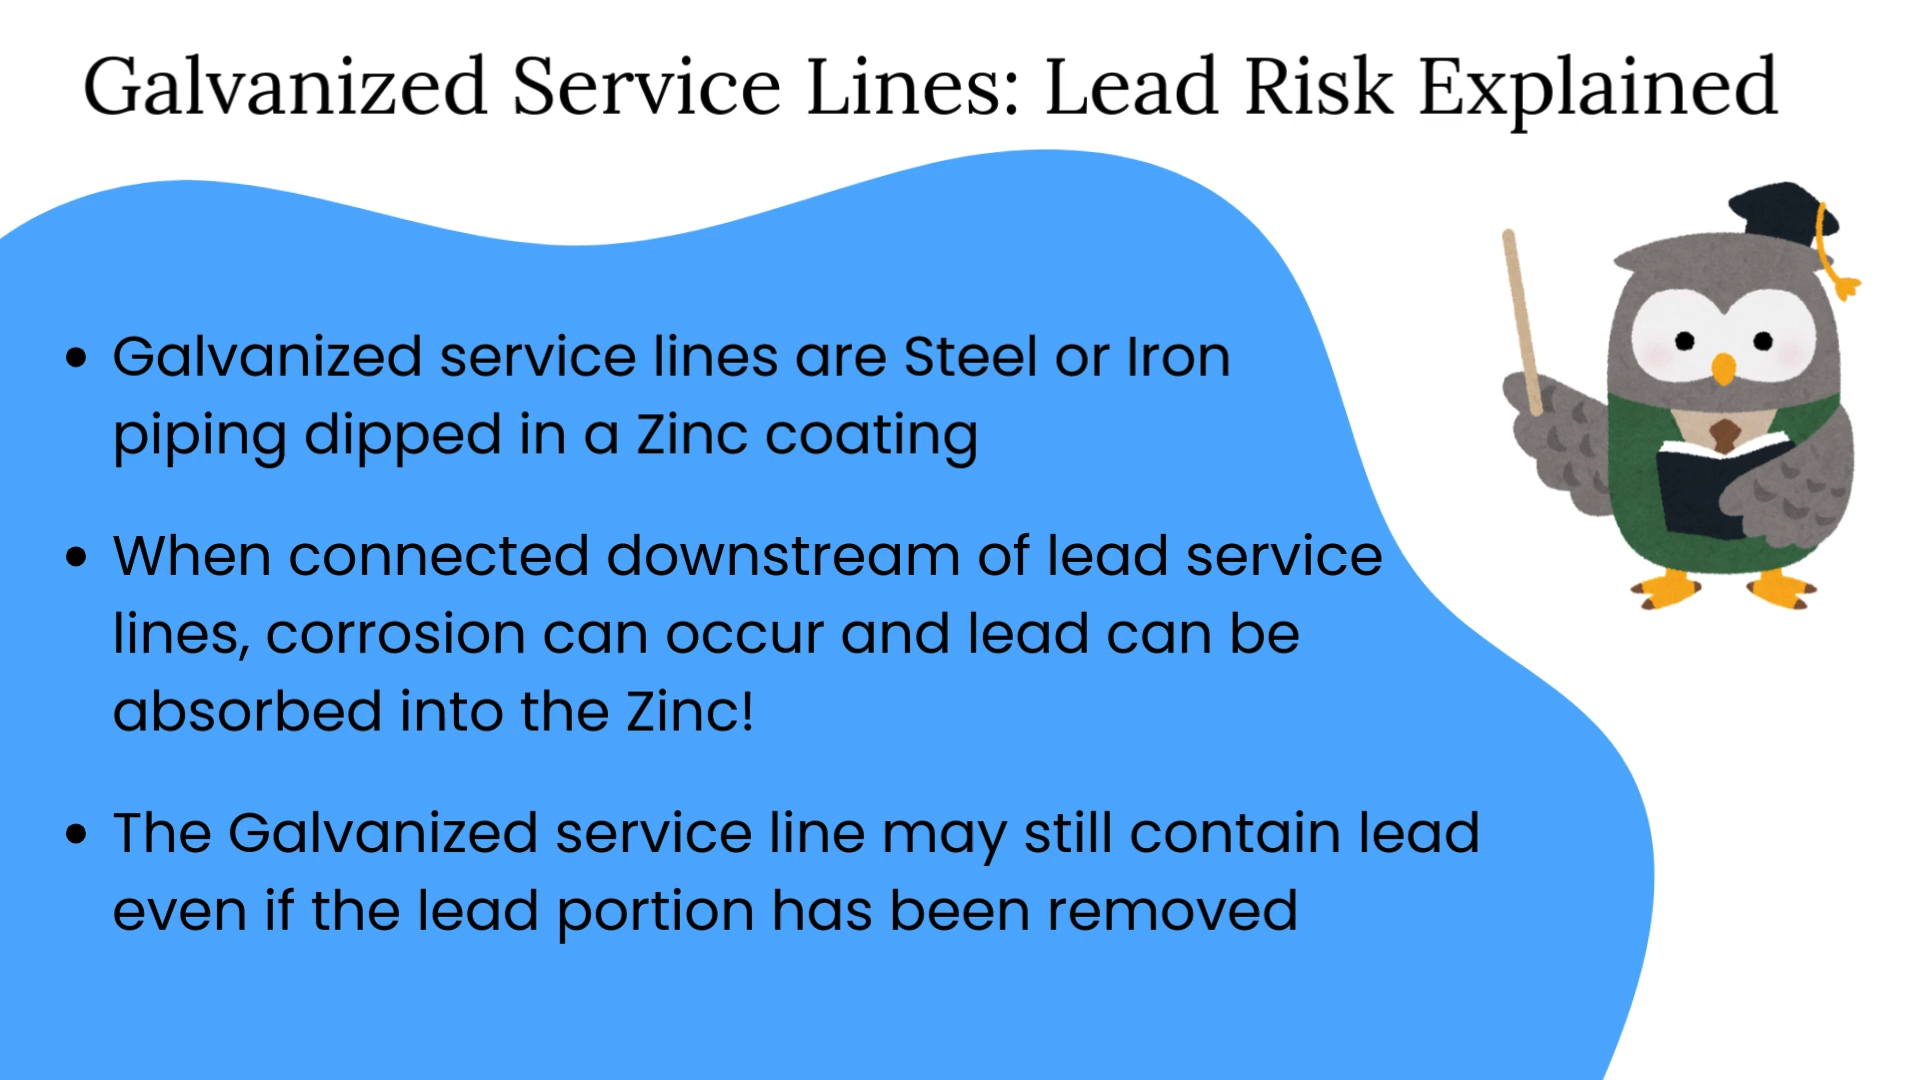 Galvanized Service Lines: Lead Risk Explained
• Galvanized service lines are Steel or Iron
piping dipped in a Zinc coating
• When connected downstream of lead service
lines, corrosion can occur and lead can be
absorbed into the Zinc!
• The Galvanized service line may still contain lead
even if the lead portion has been removed